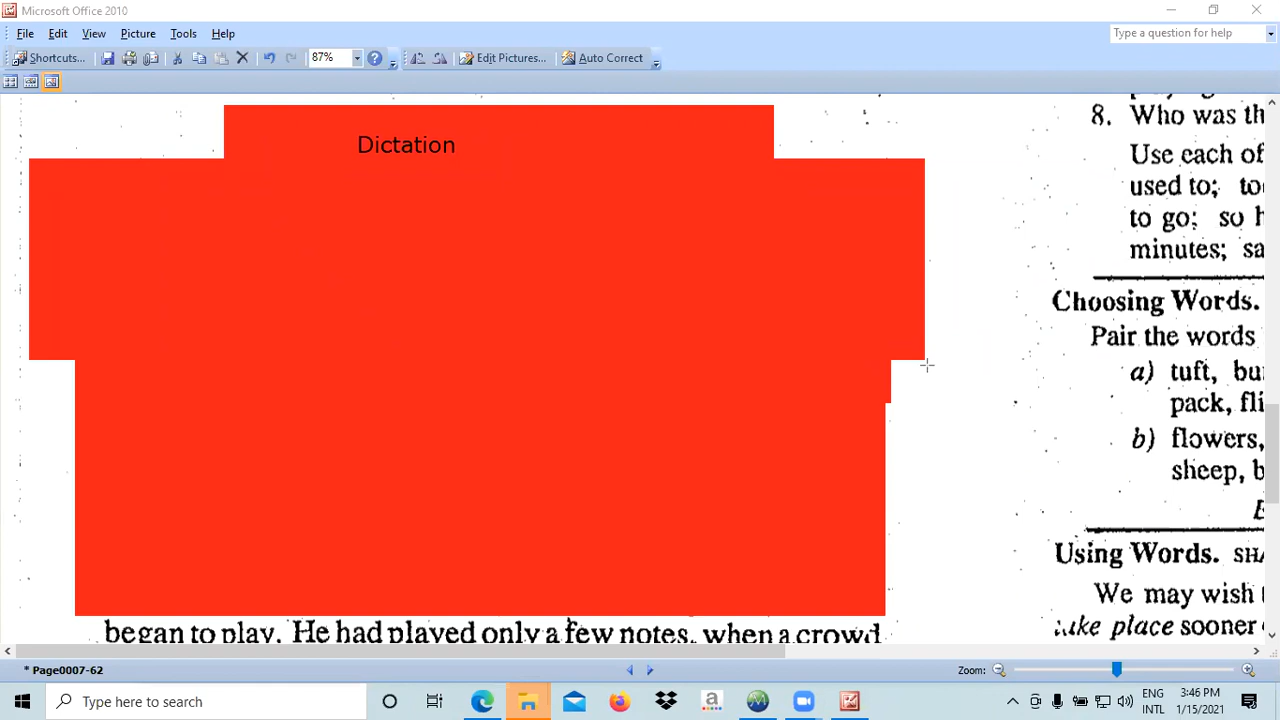 Microsoft Office 2010
File Edit View Picture Tools Help
Type a question for help
Shortcuts... 87% Edit Pictures... Auto Correct
Dictation
began to play. He had played only a few notes, when a crowd
8. Who was th
Use each of
used to; to
to go; so h
minutes; sa
Choosing Words.
Pair the words
a) tuft, bu
pack, fli
b) flowers,
sheep, b
Using Words. SHA
We may wish t
take place sooner
* Page0007-62
Zoom:
Type here to search
ENG
INTL
3:46 PM
1/15/2021